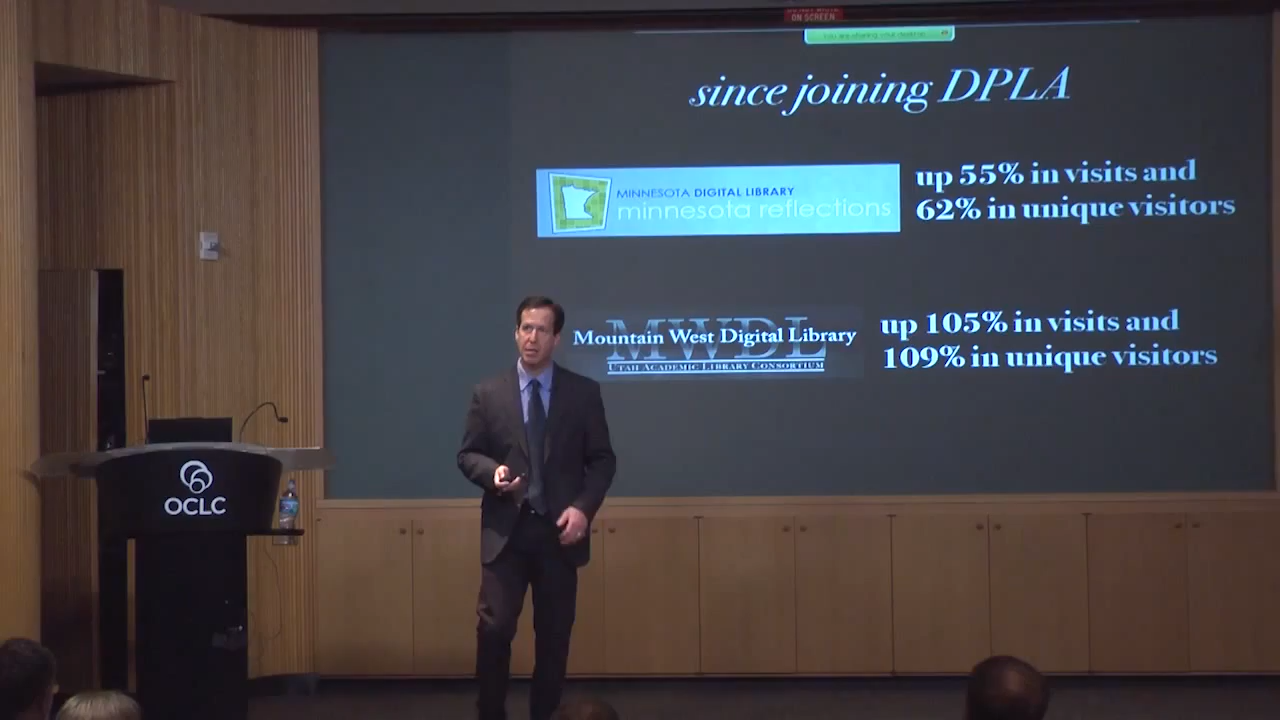 ON SCREEN
since joining DPLA
MINNESOTA DIGITAL LIBRARY
minnesota reflections
up 55% in visits and
62% in unique visitors
MWDL
Mountain West Digital Library
UTAH ACADEMIC LIBRARY CONSORTIUM
up 105% in visits and
109% in unique visitors
OCLC